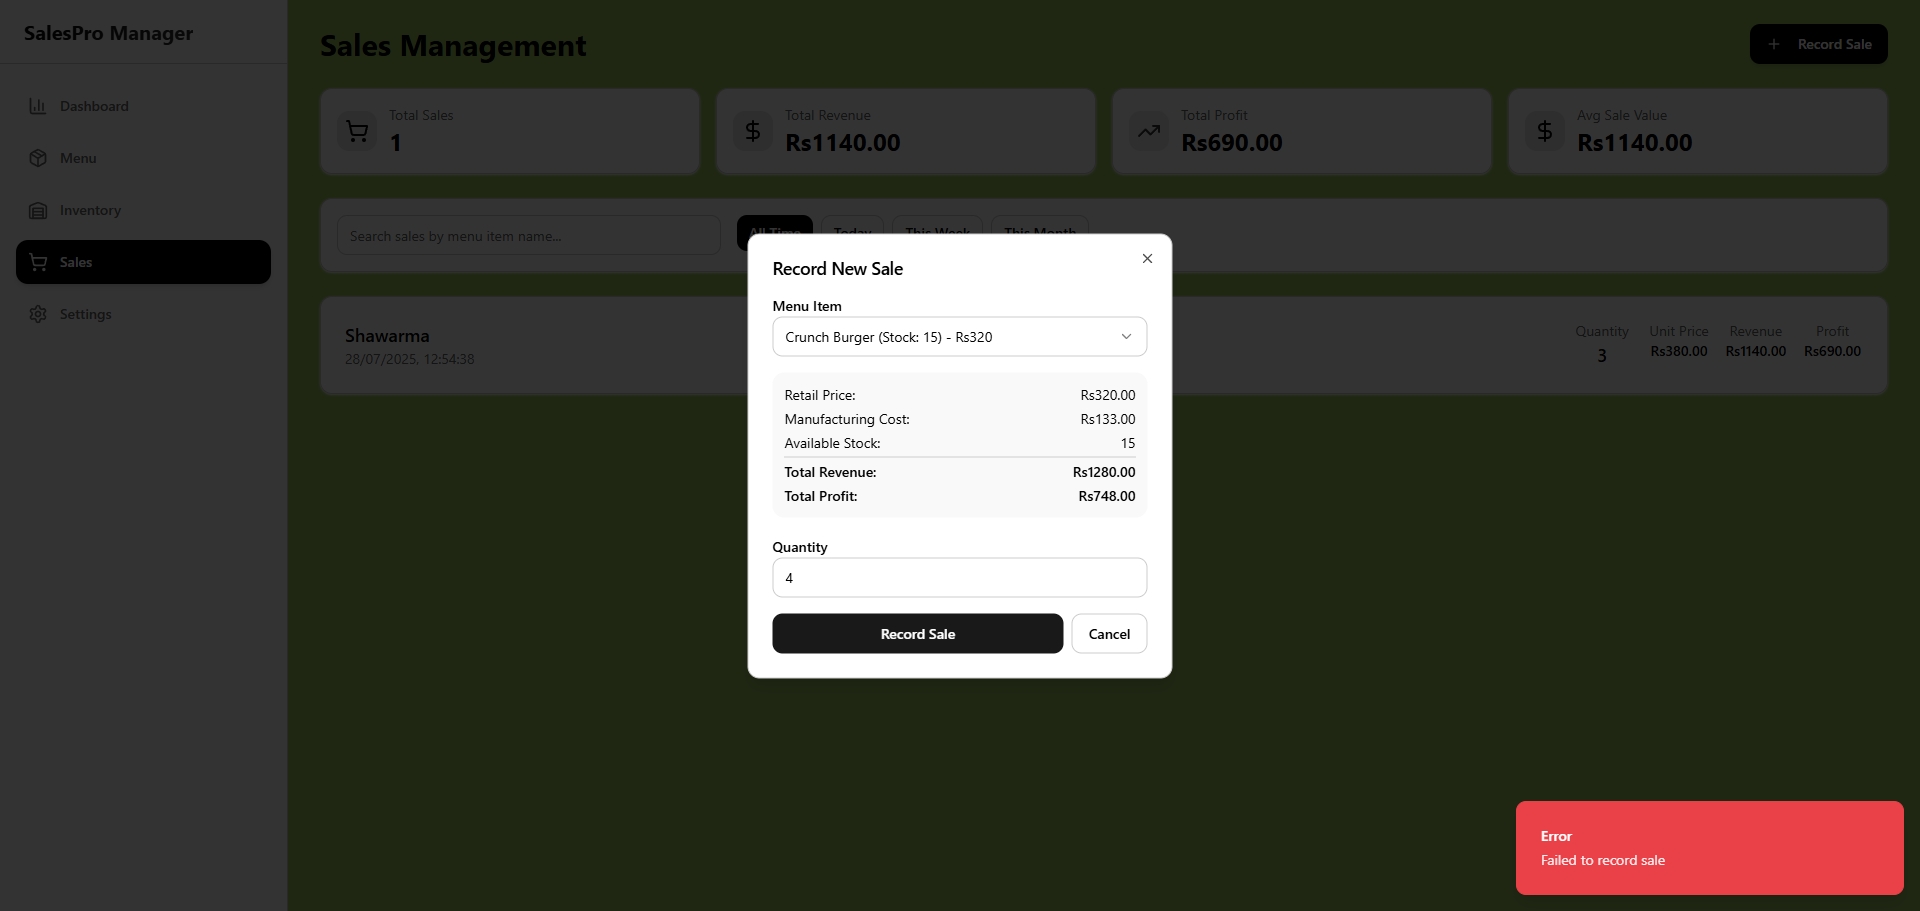 SalesPro Manager
Dashboard
Menu
Inventory
Sales
Settings
Sales Management
+ Record Sale
Total Sales
1
Total Revenue
Rs1140.00
Total Profit
Rs690.00
Avg Sale Value
Rs1140.00
Search sales by menu item name...
All Time Today This Week This Month
Shawarma
28/07/2025, 12:54:38
Quantity Unit Price Revenue Profit
3 Rs380.00 Rs1140.00 Rs690.00
Record New Sale
Menu Item
Crunch Burger (Stock: 15) - Rs320
Retail Price: Rs320.00
Manufacturing Cost: Rs133.00
Available Stock: 15
Total Revenue: Rs1280.00
Total Profit: Rs748.00
Quantity
4
Record Sale Cancel
Error
Failed to record sale